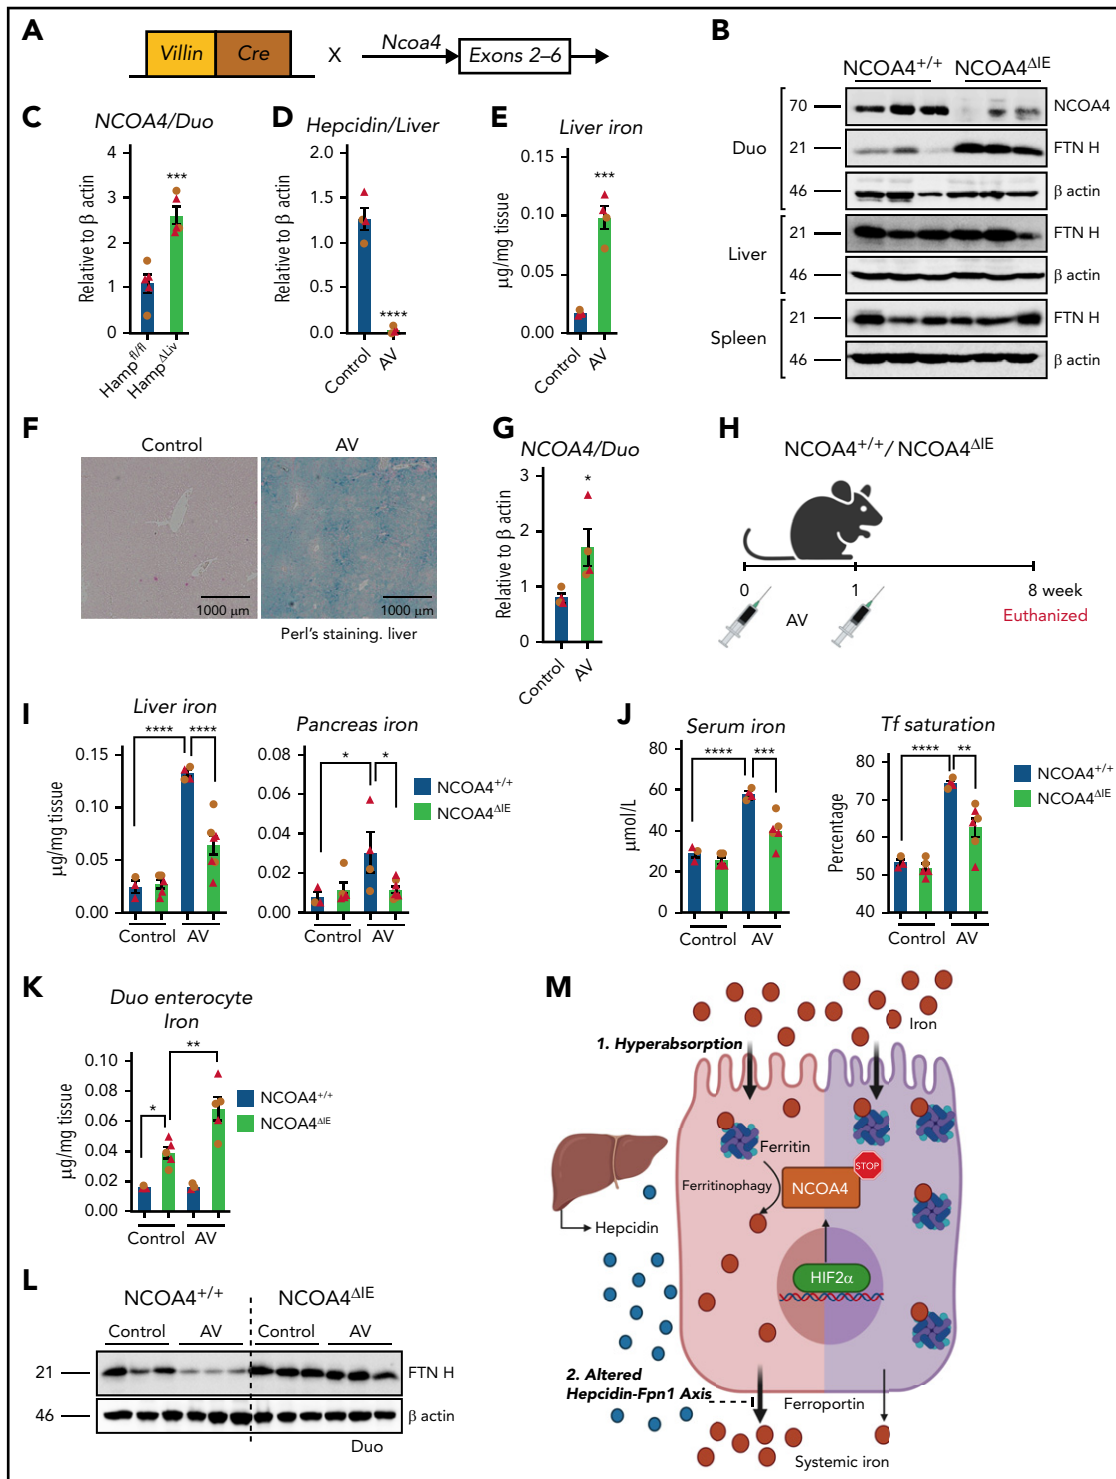 A
Villin
Cre
X
Ncoa4
Exons 2–6
B
NCOA4+/+
NCOA4ΔIE
Duo
70
NCOA4
21
FTN H
46
β actin
Liver
21
FTN H
46
β actin
Spleen
21
FTN H
46
β actin
C
NCOA4/Duo
Relative to β actin
4
3
2
1
0
***
Hampfl/fl
HampΔLiv
D
Hepcidin/Liver
Relative to β actin
2.0
1.5
1.0
0.5
0.0
****
Control
AV
E
Liver iron
μg/mg tissue
0.15
0.10
0.05
0.00
***
Control
AV
F
Control
AV
1000 μm
1000 μm
Perl's staining. liver
G
NCOA4/Duo
Relative to β actin
3
2
1
0
*
Control
AV
H
NCOA4+/+/NCOA4ΔIE
0
1
8 week
AV
Euthanized
I
Liver iron
μg/mg tissue
0.15
0.10
0.05
0.00
****
****
Control
AV
Pancreas iron
0.08
0.06
0.04
0.02
0.00
*
*
Control
AV
NCOA4+/+
NCOA4ΔIE
J
Serum iron
μmol/L
80
60
40
20
0
****
***
Control
AV
Tf saturation
Percentage
80
70
60
50
40
****
**
Control
AV
NCOA4+/+
NCOA4ΔIE
K
Duo enterocyte
Iron
μg/mg tissue
0.10
0.08
0.06
0.04
0.02
0.00
*
**
Control
AV
NCOA4+/+
NCOA4ΔIE
L
NCOA4+/+
NCOA4ΔIE
Control
AV
Control
AV
21
FTN H
46
β actin
Duo
M
Iron
1. Hyperabsorption
Ferritin
STOP
Ferritinophagy
NCOA4
Hepcidin
HIF2α
2. Altered
Hepcidin-Fpn1 Axis
Ferroportin
Systemic iron